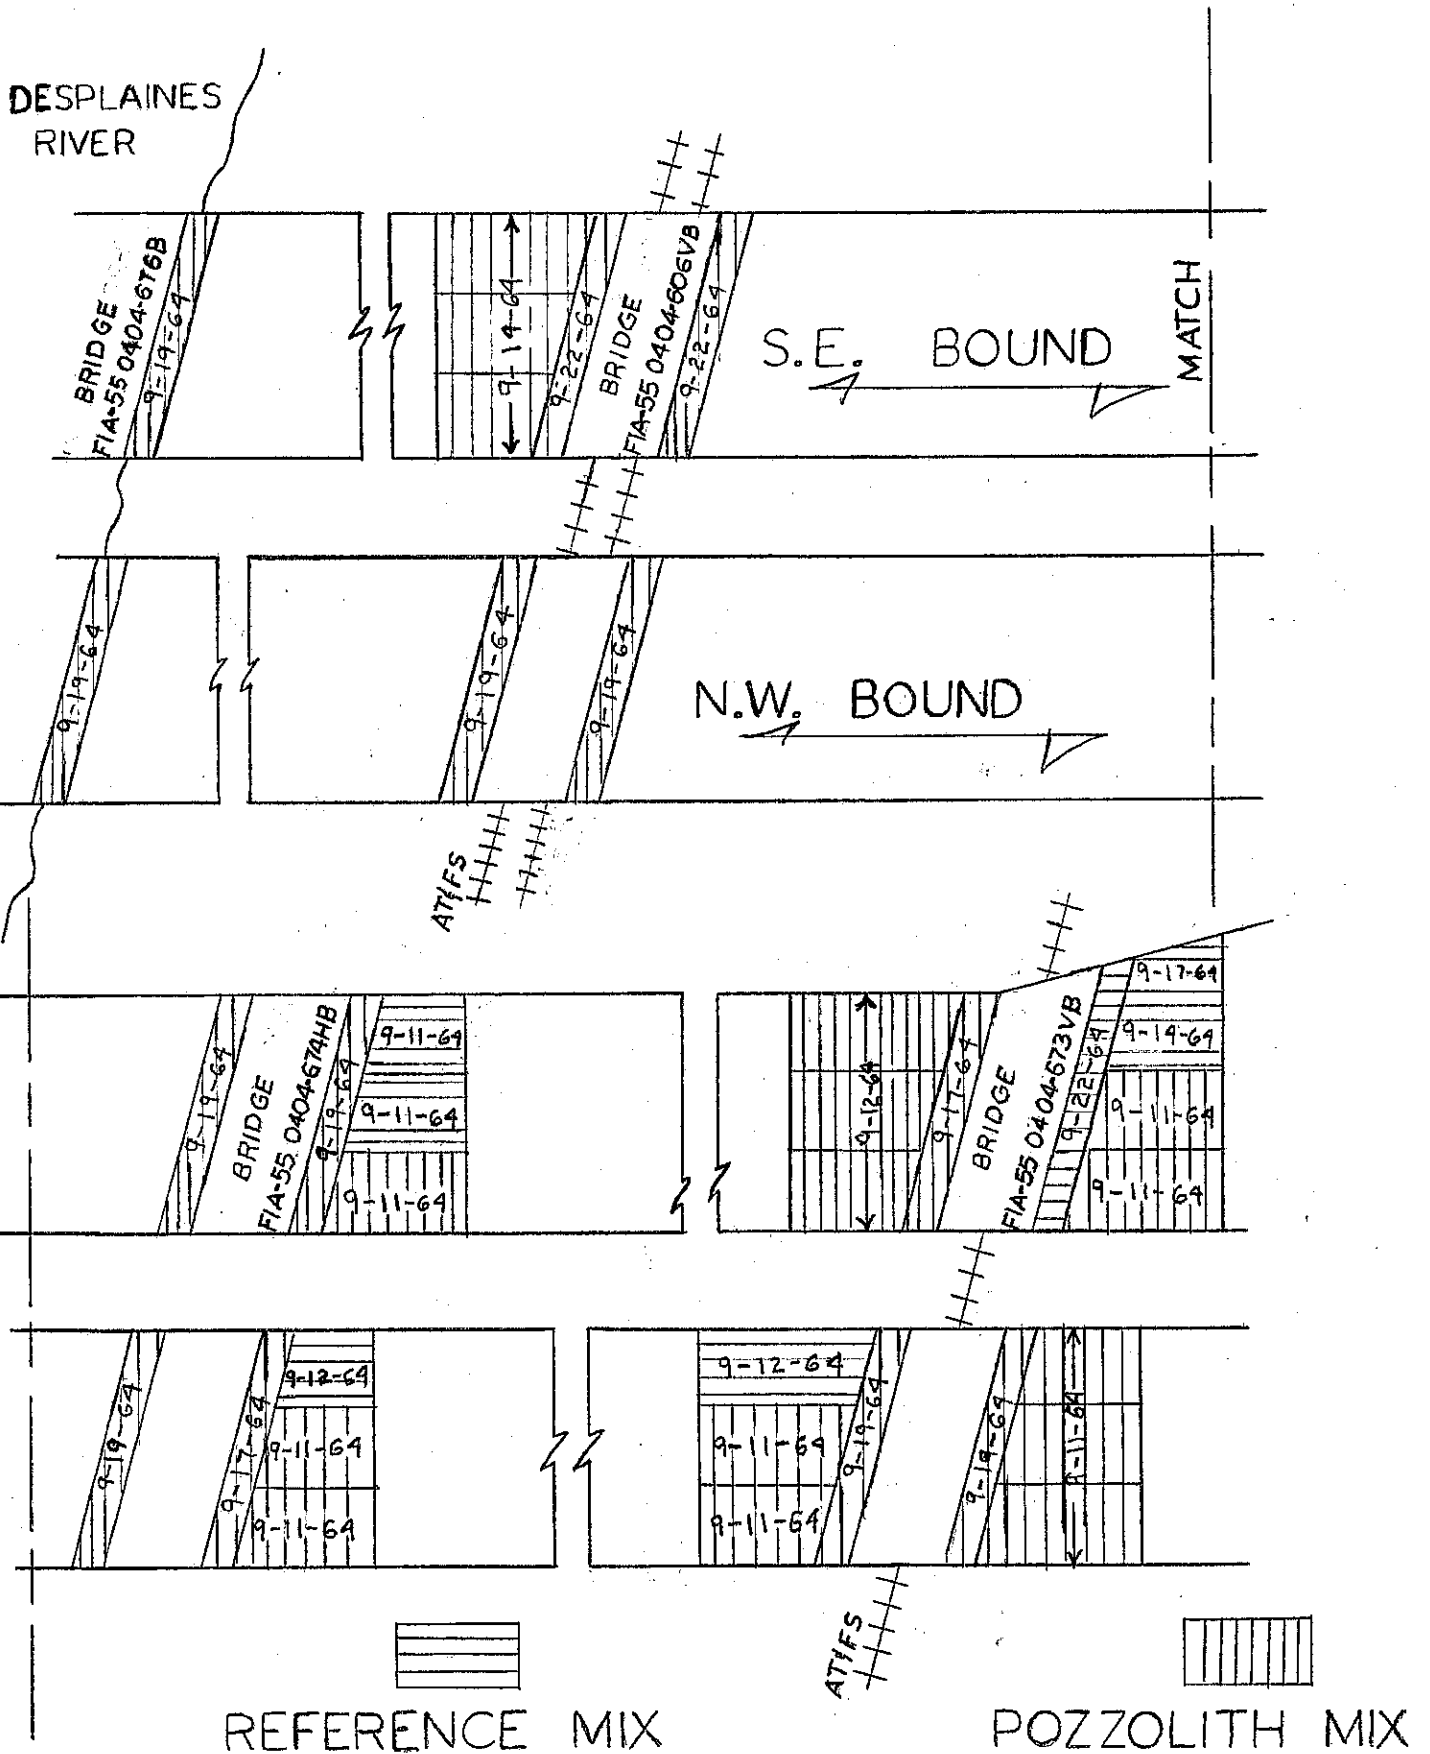 DESPLAINES
RIVER
BRIDGE
FIA-55 0404-676B
9-19-64
9-14-64
9-22-64
BRIDGE
FIA-55 0404-606VB
9-22-64
S.E. BOUND
MATCH
9-19-64
9-19-64
9-19-64
N.W. BOUND
AT&FS
9-19-64
BRIDGE
FIA-55 0404-674HB
9-19-64
9-11-64
9-11-64
9-11-64
9-12-64
9-17-64
BRIDGE
FIA-55 0404-673VB
9-22-64
9-17-64
9-14-64
9-11-64
9-11-64
9-19-64
9-17-64
9-12-64
9-11-64
9-11-64
9-12-64
9-11-64
9-11-64
9-19-64
9-19-64
9-11-64
AT&FS
REFERENCE MIX
POZZOLITH MIX